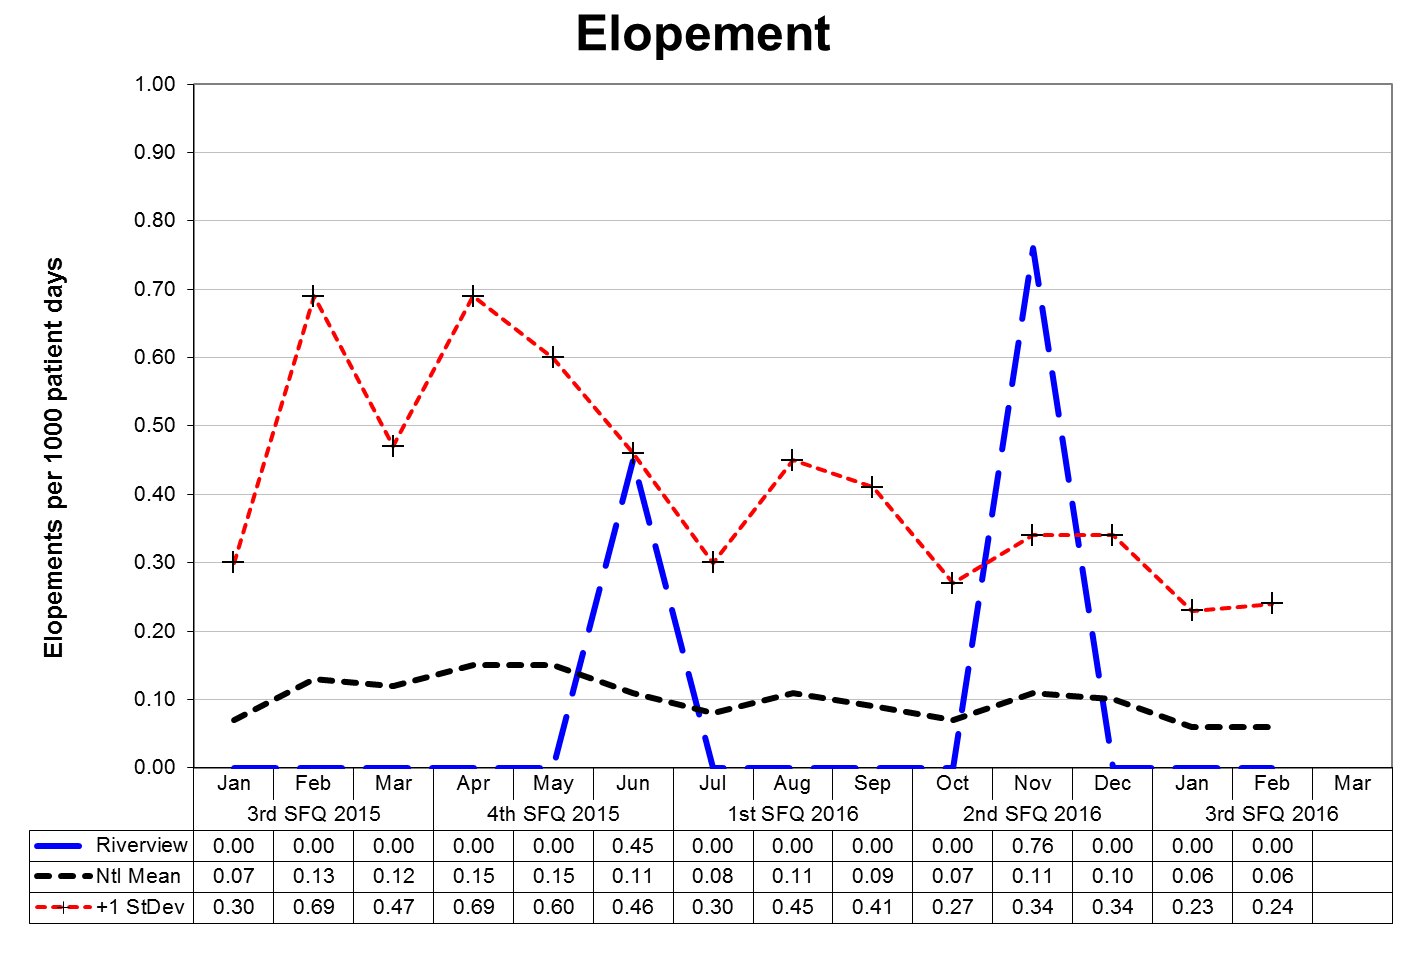 Elopement
Elopements per 1000 patient days
1.00
0.90
0.80
0.70
0.60
0.50
0.40
0.30
0.20
0.10
0.00
Jan Feb Mar Apr May Jun Jul Aug Sep Oct Nov Dec Jan Feb Mar
3rd SFQ 2015 4th SFQ 2015 1st SFQ 2016 2nd SFQ 2016 3rd SFQ 2016
Riverview 0.00 0.00 0.00 0.00 0.00 0.45 0.00 0.00 0.00 0.00 0.76 0.00 0.00 0.00
Ntl Mean 0.07 0.13 0.12 0.15 0.15 0.11 0.08 0.11 0.09 0.07 0.11 0.10 0.06 0.06
+1 StDev 0.30 0.69 0.47 0.69 0.60 0.46 0.30 0.45 0.41 0.27 0.34 0.34 0.23 0.24